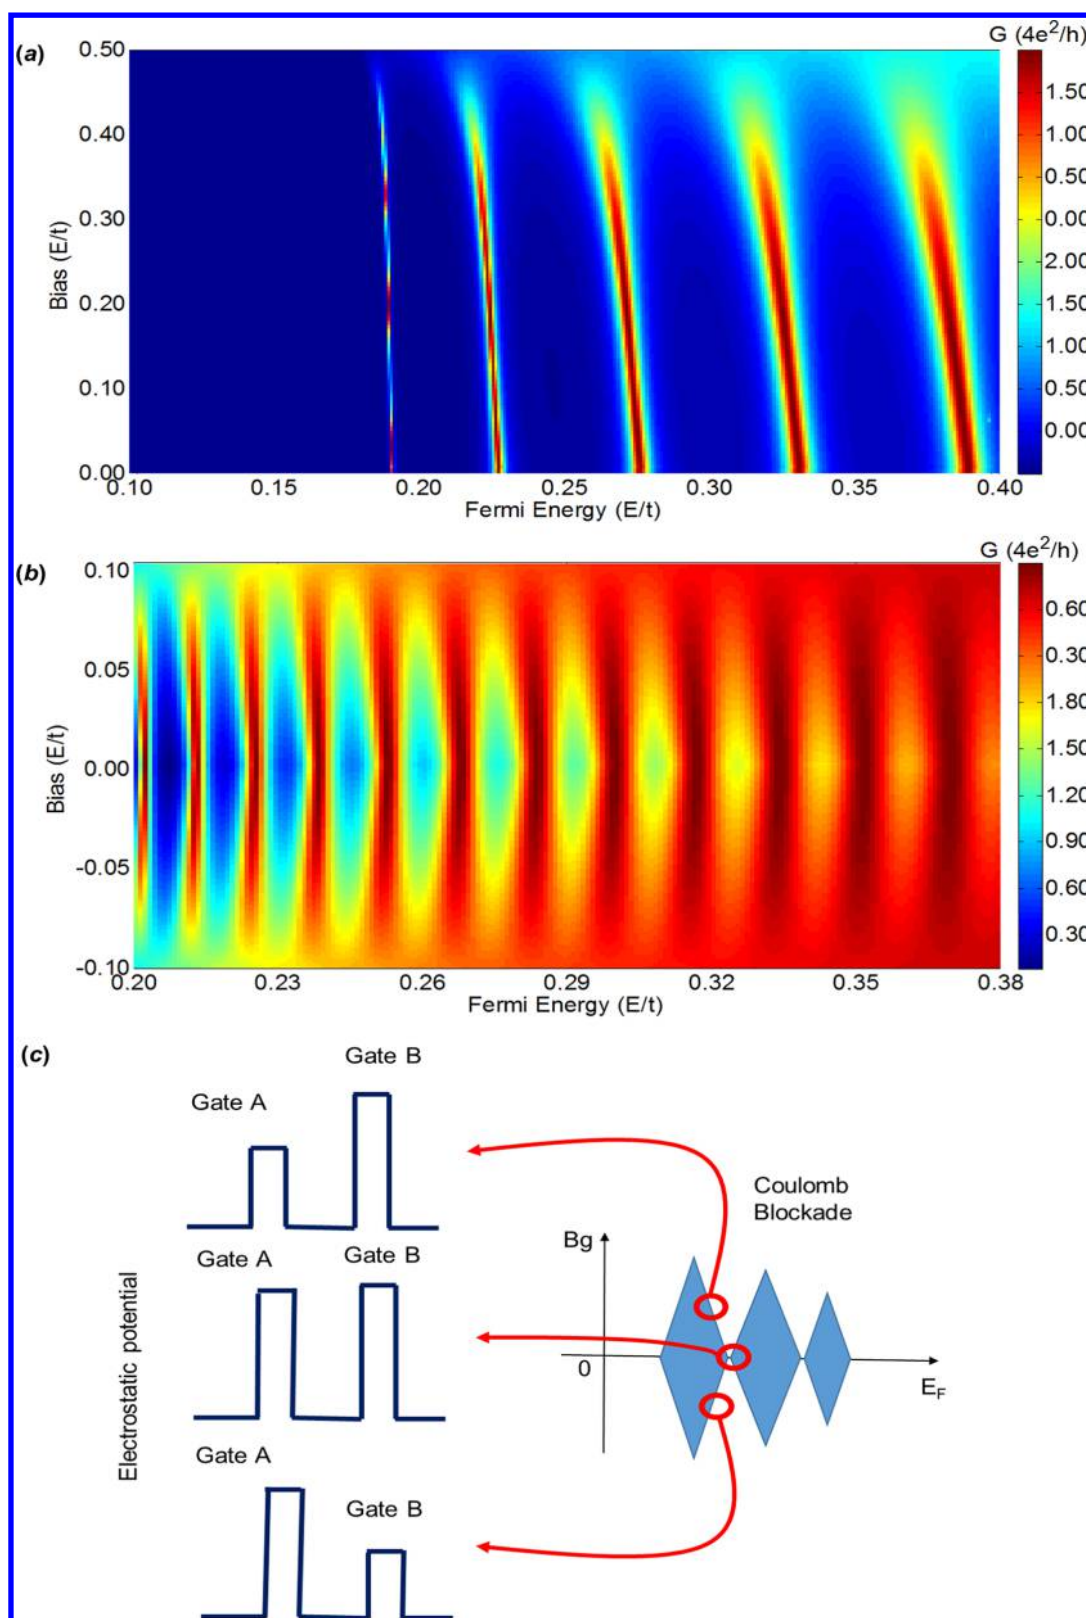 (a)
G (4e²/h)
0.50
0.40
0.30
0.20
0.10
0.00
Bias (E/t)
0.10 0.15 0.20 0.25 0.30 0.35 0.40
Fermi Energy (E/t)
1.50
1.00
0.00
2.00
1.50
1.00
0.50
0.00
(b)
G (4e²/h)
0.10
0.05
0.00
-0.05
-0.10
Bias (E/t)
0.20 0.23 0.26 0.29 0.32 0.35 0.38
Fermi Energy (E/t)
0.60
1.80
1.50
1.20
0.90
0.60
0.30
(c)
Gate B
Gate A
Gate A
Gate B
Gate A
Gate B
Electrostatic potential
Coulomb
Blockade
Bg
0
E_F